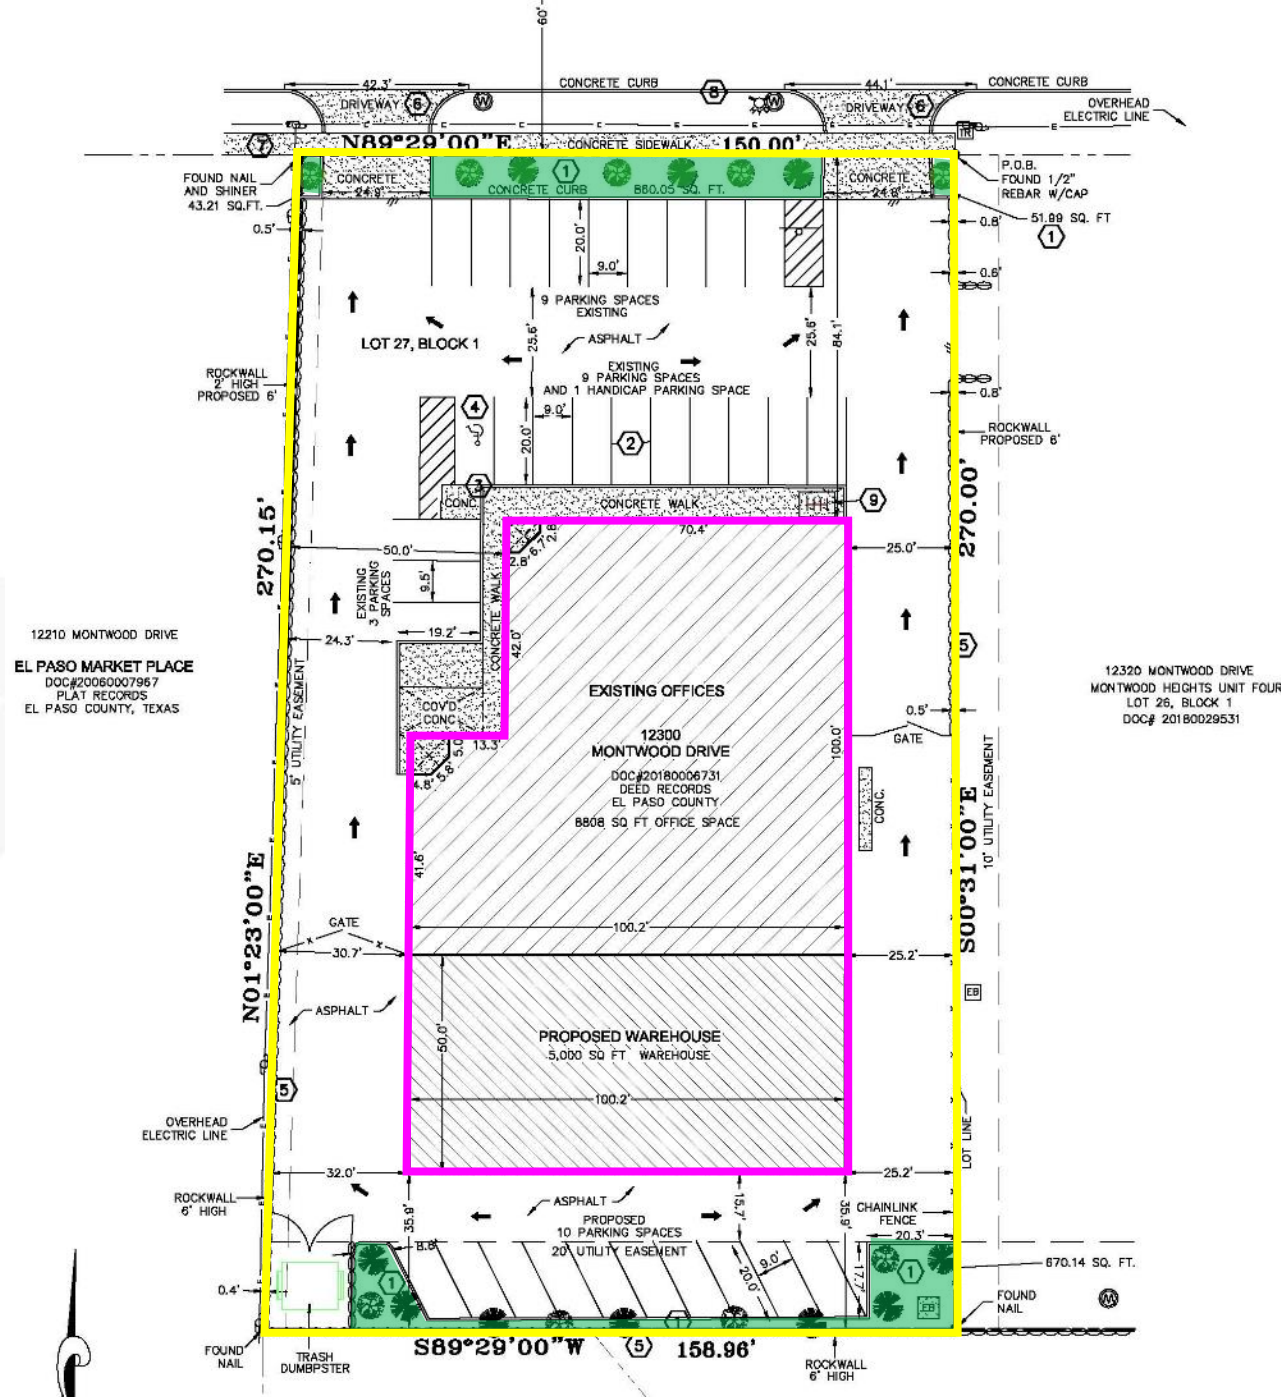 60'
42.3'
CONCRETE CURB
8
44.1'
CONCRETE CURB
DRIVEWAY
6
W
W
DRIVEWAY
6
OVERHEAD
ELECTRIC LINE
7
N89°29'00"E
CONCRETE SIDEWALK
150.00'
TR
FOUND NAIL
AND SHINER
43.21 SQ.FT.
CONCRETE
24.9'
1
CONCRETE CURB
860.05 SQ. FT.
CONCRETE
24.8'
P.O.B.
FOUND 1/2"
REBAR W/CAP
51.99 SQ. FT
1
0.5'
0.8'
20.0'
9.0'
0.6'
9 PARKING SPACES
EXISTING
LOT 27, BLOCK 1
25.6'
ASPHALT
25.6'
84.1'
EXISTING
9 PARKING SPACES
AND 1 HANDICAP PARKING SPACE
ROCKWALL
2' HIGH
PROPOSED 6'
0.8'
4
9.0'
20.0'
2
ROCKWALL
PROPOSED 6'
3
CONC.
CONCRETE WALK
9
270.15'
270.00'
70.4'
2.8'
6.7'
2.8'
50.0'
25.0'
EXISTING
3 PARKING
SPACES
9.5'
CONCRETE WALK
42.0'
19.2'
24.3'
5
12210 MONTWOOD DRIVE
EL PASO MARKET PLACE
DOC#20060007967
PLAT RECORDS
EL PASO COUNTY, TEXAS
5' UTILITY EASEMENT
COV'D
CONC.
EXISTING OFFICES
12300
MONTWOOD DRIVE
DOC#20180006731
DEED RECORDS
EL PASO COUNTY
8808 SQ FT OFFICE SPACE
12320 MONTWOOD DRIVE
MONTWOOD HEIGHTS UNIT FOUR
LOT 26, BLOCK 1
DOC# 20180029531
0.5'
GATE
13.3'
5.0'
5.8'
4.8'
100.0'
CONC.
10' UTILITY EASEMENT
S00°31'00"E
41.6'
N01°23'00"E
GATE
x
x
100.2'
30.7'
25.2'
EB
ASPHALT
50.0'
PROPOSED WAREHOUSE
5,000 SQ FT WAREHOUSE
5
100.2'
OVERHEAD
ELECTRIC LINE
LOT LINE
32.0'
25.2'
ROCKWALL
6' HIGH
35.9'
ASPHALT
PROPOSED
10 PARKING SPACES
20' UTILITY EASEMENT
15.7'
35.9'
CHAINLINK
FENCE
20.3'
8.8'
9.0'
20.0'
17.7'
1
1
1
670.14 SQ. FT.
0.4'
EB
FOUND
NAIL
W
FOUND
NAIL
TRASH
DUMBPSTER
S89°29'00"W
5
158.96'
ROCKWALL
6' HIGH